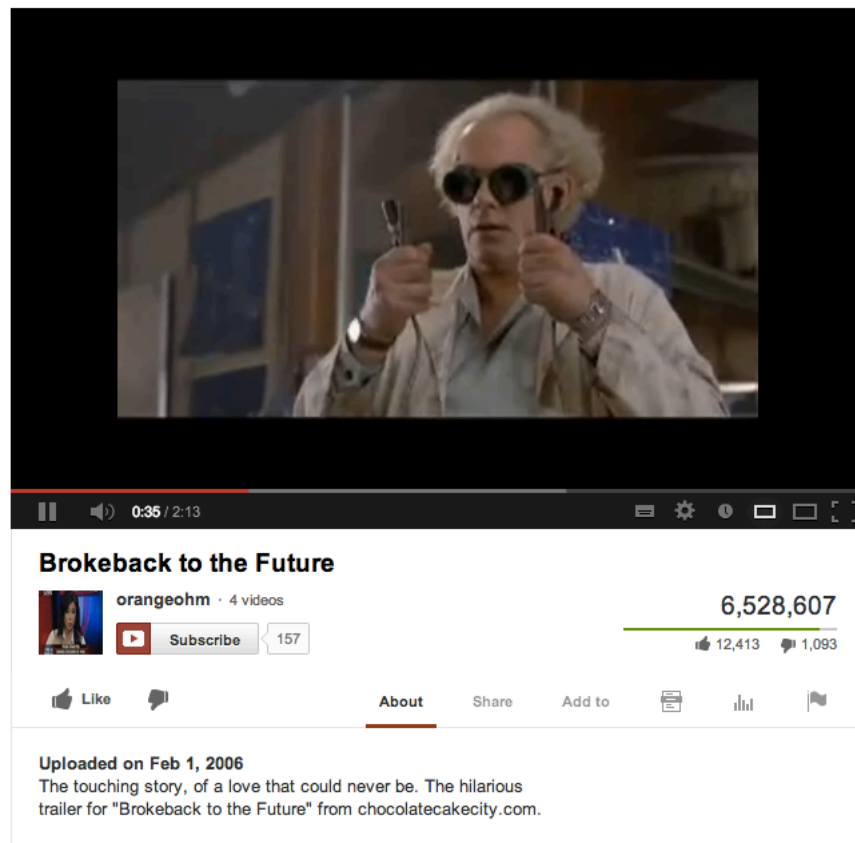 0:35 / 2:13
Brokeback to the Future
orangeohm · 4 videos
Subscribe 157
6,528,607
12,413 1,093
Like
About Share Add to
Uploaded on Feb 1, 2006
The touching story, of a love that could never be. The hilarious
trailer for "Brokeback to the Future" from chocolatecakecity.com.